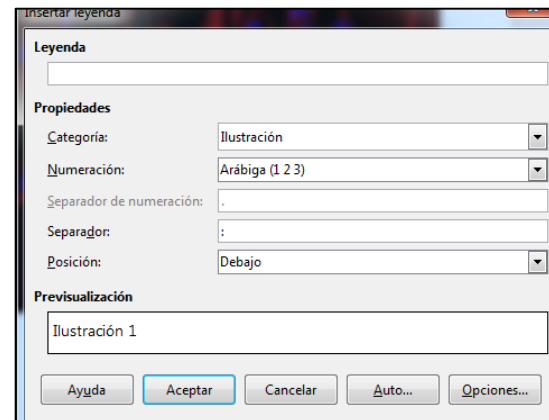 Insertar leyenda
Leyenda
Propiedades
Categoría: Ilustración
Numeración: Arábiga (1 2 3)
Separador de numeración: .
Separador: :
Posición: Debajo
Previsualización
Ilustración 1
Ayuda Aceptar Cancelar Auto... Opciones...